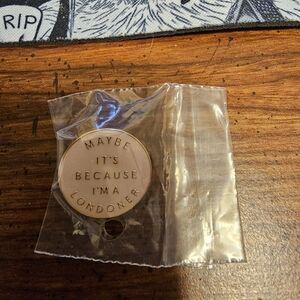 RIP
MAYBE
IT'S
BECAUSE
I'M A
LONDONER